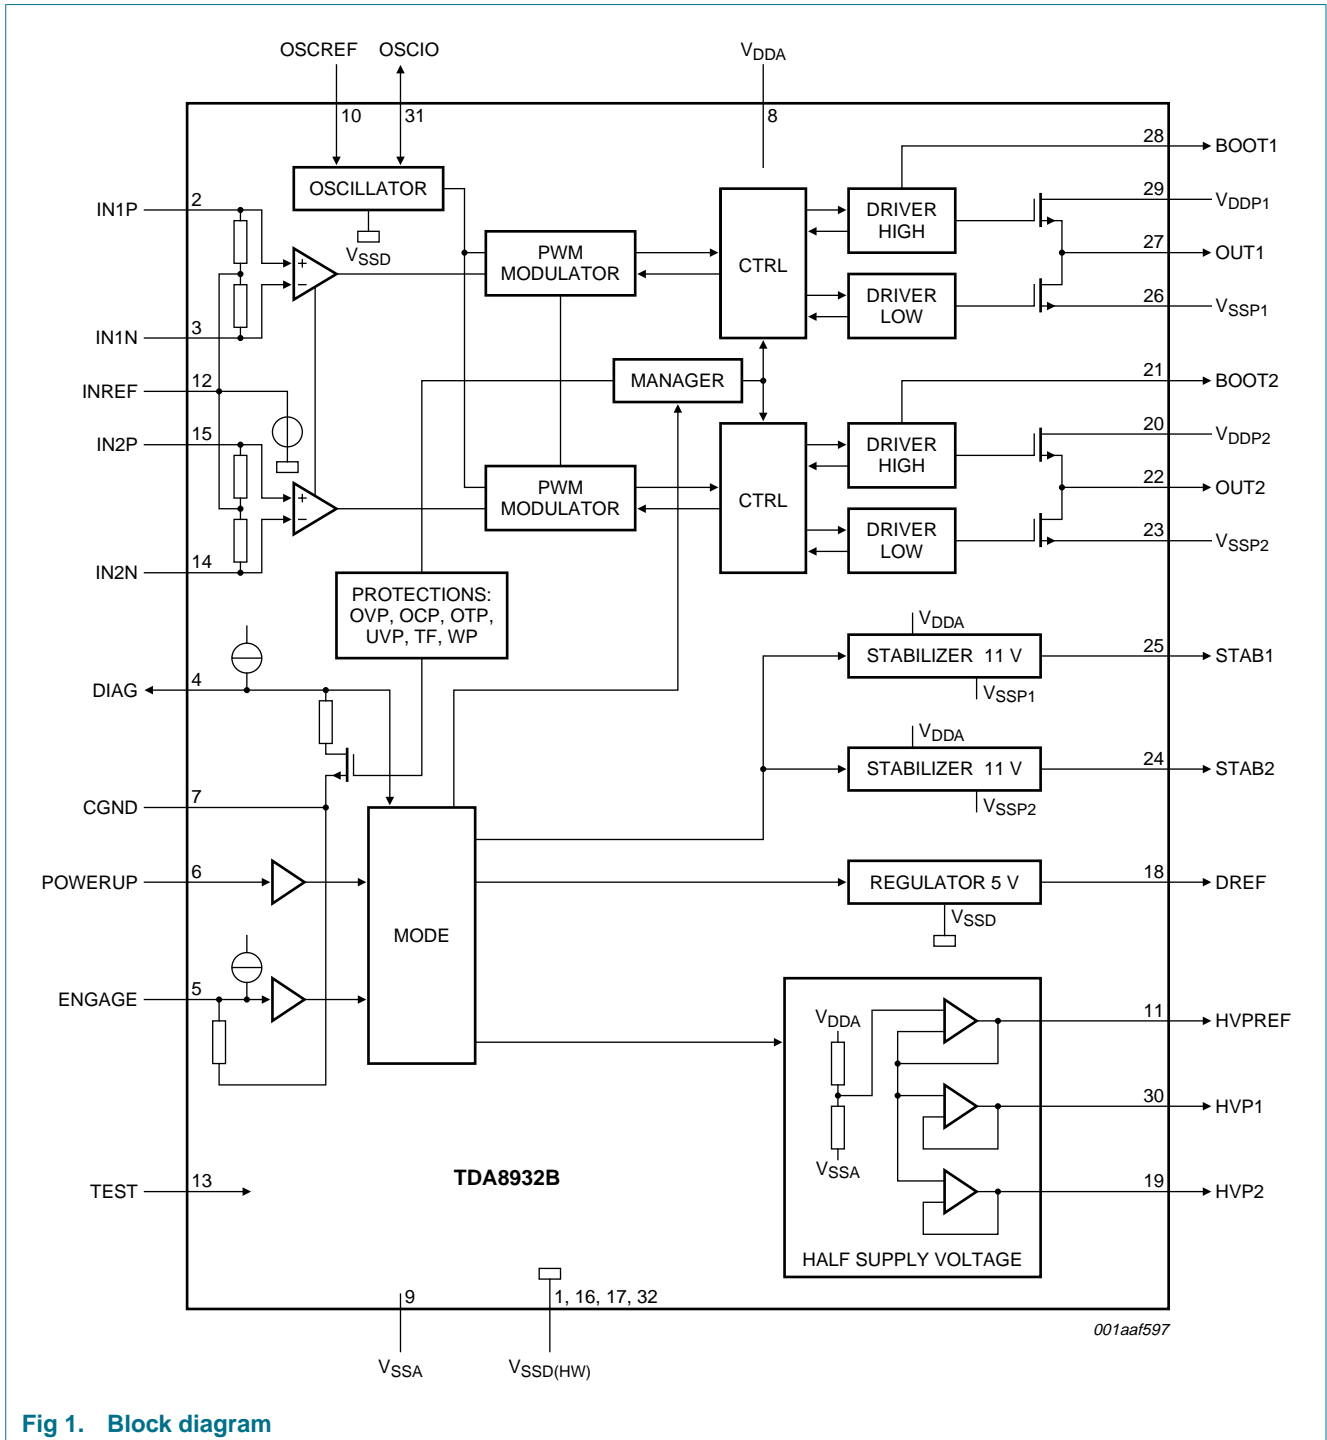 OSCREF OSCIO VDDA
10 31 8
28 BOOT1
OSCILLATOR
VSSD
IN1P 2
IN1N 3
INREF 12
IN2P 15
IN2N 14
PWM
MODULATOR
CTRL
DRIVER
HIGH
DRIVER
LOW
29 VDDP1
27 OUT1
26 VSSP1
MANAGER
21 BOOT2
PWM
MODULATOR
CTRL
DRIVER
HIGH
DRIVER
LOW
20 VDDP2
22 OUT2
23 VSSP2
+
−
+
−
PROTECTIONS:
OVP, OCP, OTP,
UVP, TF, WP
DIAG 4
CGND 7
POWERUP 6
ENGAGE 5
TEST 13
MODE
VDDA
STABILIZER 11 V
VSSP1
25 STAB1
VDDA
STABILIZER 11 V
VSSP2
24 STAB2
REGULATOR 5 V
VSSD
18 DREF
VDDA
VSSA
11 HVPREF
30 HVP1
19 HVP2
HALF SUPPLY VOLTAGE
TDA8932B
9
VSSA
1, 16, 17, 32
VSSD(HW)
001aaf597
Fig 1. Block diagram